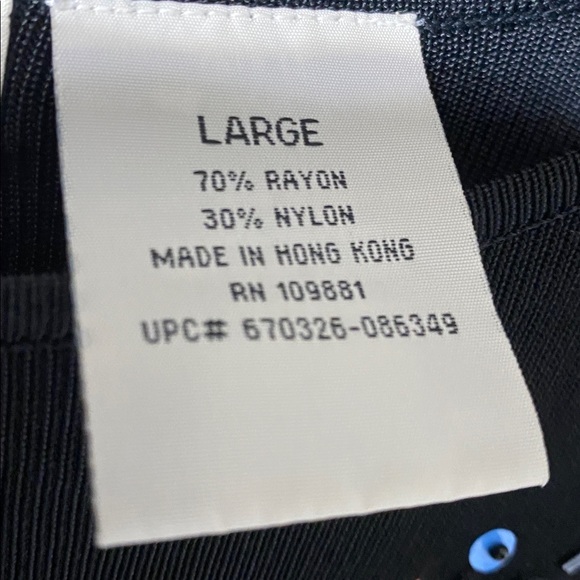 LARGE
70% RAYON
30% NYLON
MADE IN HONG KONG
RN 109881
UPC# 670326-086349